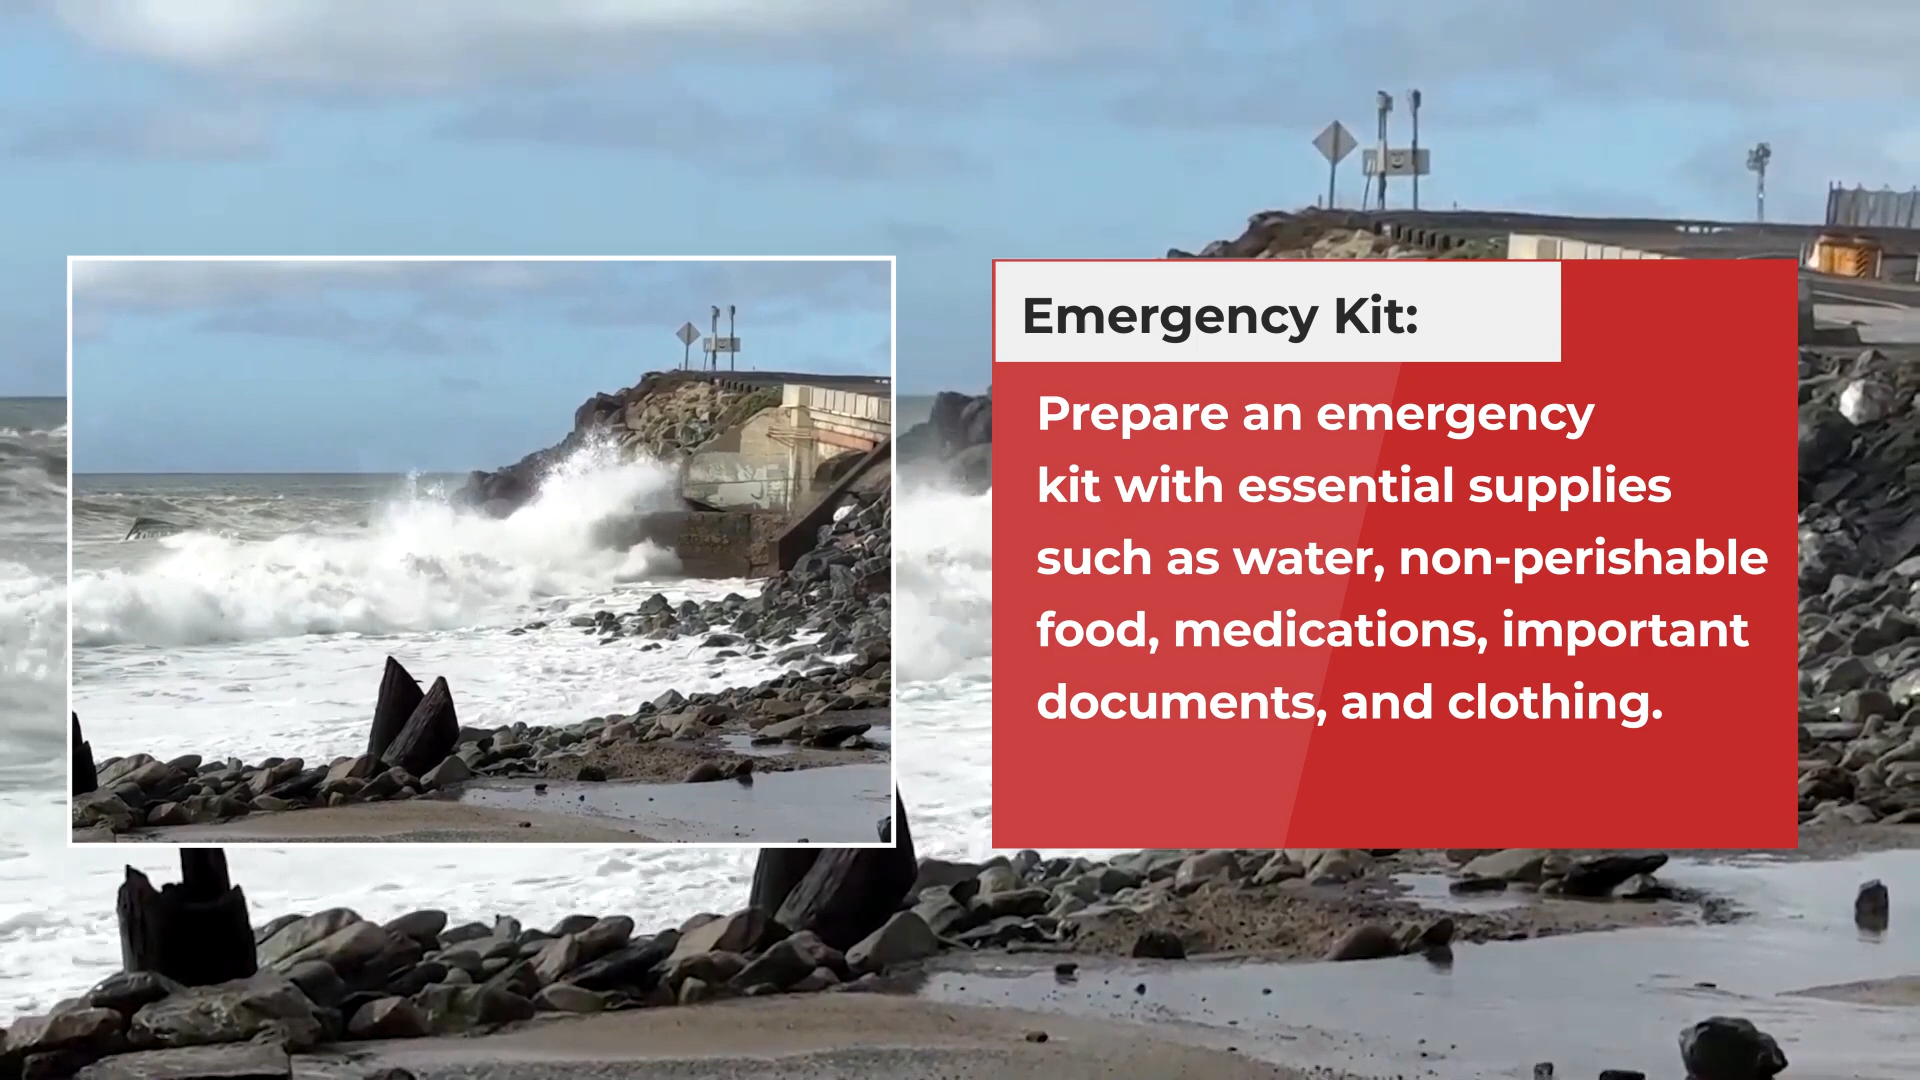 Emergency Kit:
Prepare an emergency
kit with essential supplies
such as water, non-perishable
food, medications, important
documents, and clothing.